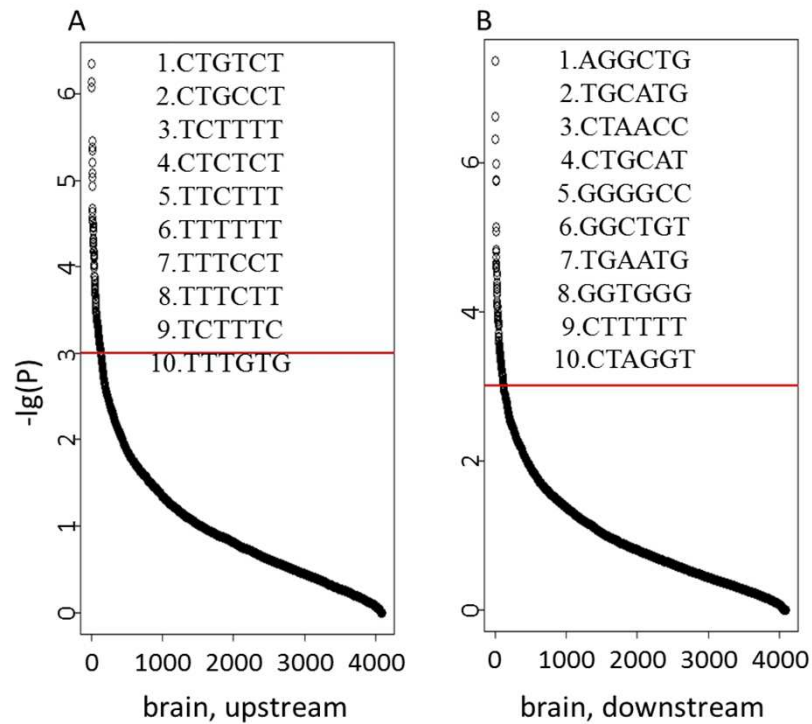 A
1.CTGTCT
2.CTGCCT
3.TCTTTT
4.CTCTCT
5.TTCTTT
6.TTTTTT
7.TTTCCT
8.TTTCTT
9.TCTTTC
10.TTTGTG
-lg(P)
6
5
4
3
2
1
0
0 1000 2000 3000 4000
brain, upstream
B
1.AGGCTG
2.TGCATG
3.CTAACC
4.CTGCAT
5.GGGGCC
6.GGCTGT
7.TGAATG
8.GGTGGG
9.CTTTTT
10.CTAGGT
6
4
2
0
0 1000 2000 3000 4000
brain, downstream